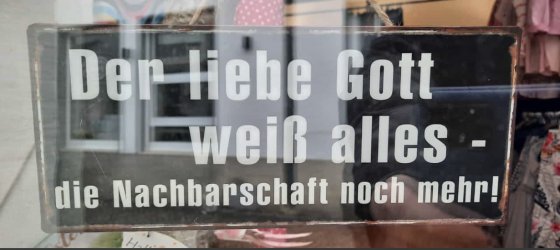 Der liebe Gott
weiß alles -
die Nachbarschaft noch mehr!